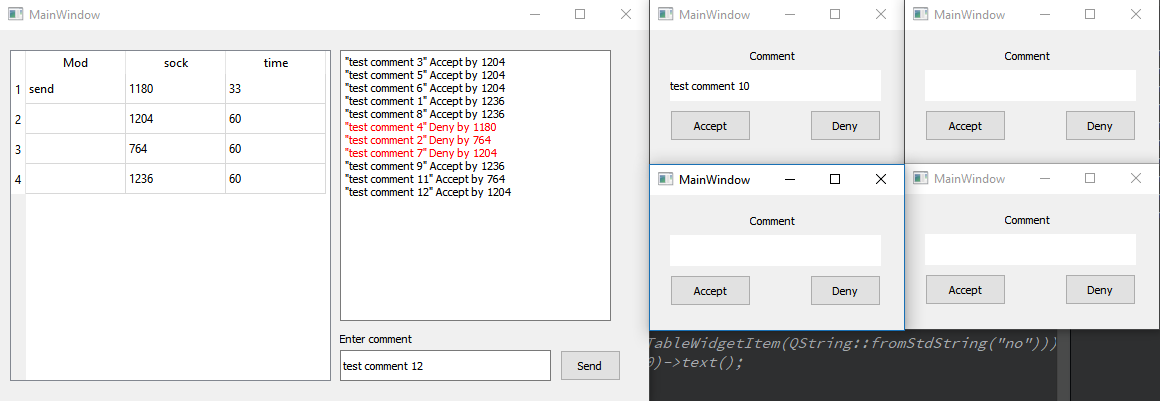 MainWindow
Mod sock time
1 send 1180 33
2 1204 60
3 764 60
4 1236 60
"test comment 3" Accept by 1204
"test comment 5" Accept by 1204
"test comment 6" Accept by 1204
"test comment 1" Accept by 1236
"test comment 8" Accept by 1236
"test comment 4" Deny by 1180
"test comment 2" Deny by 764
"test comment 7" Deny by 1204
"test comment 9" Accept by 1236
"test comment 11" Accept by 764
"test comment 12" Accept by 1204
Enter comment
test comment 12
Send
MainWindow
Comment
test comment 10
Accept Deny
MainWindow
Comment
Accept Deny
MainWindow
Comment
Accept Deny
MainWindow
Comment
Accept Deny
TableWidgetItem(QString::fromStdString("no")))
0)->text();